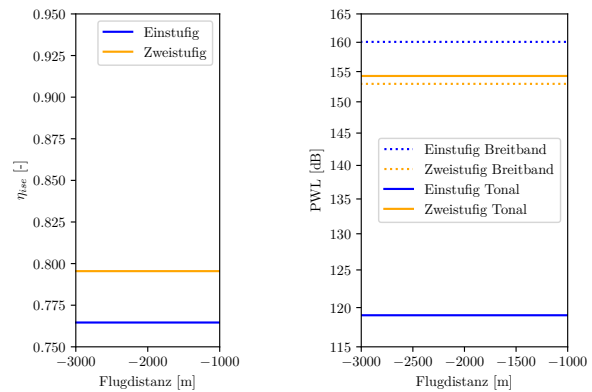 0.950
0.925
0.900
0.875
0.850
0.825
0.800
0.775
0.750
η_ise [-]
Einstufig
Zweistufig
−3000 −2000 −1000
Flugdistanz [m]
165
160
155
150
145
140
135
130
125
120
115
PWL [dB]
Einstufig Breitband
Zweistufig Breitband
Einstufig Tonal
Zweistufig Tonal
−3000 −2500 −2000 −1500 −1000
Flugdistanz [m]